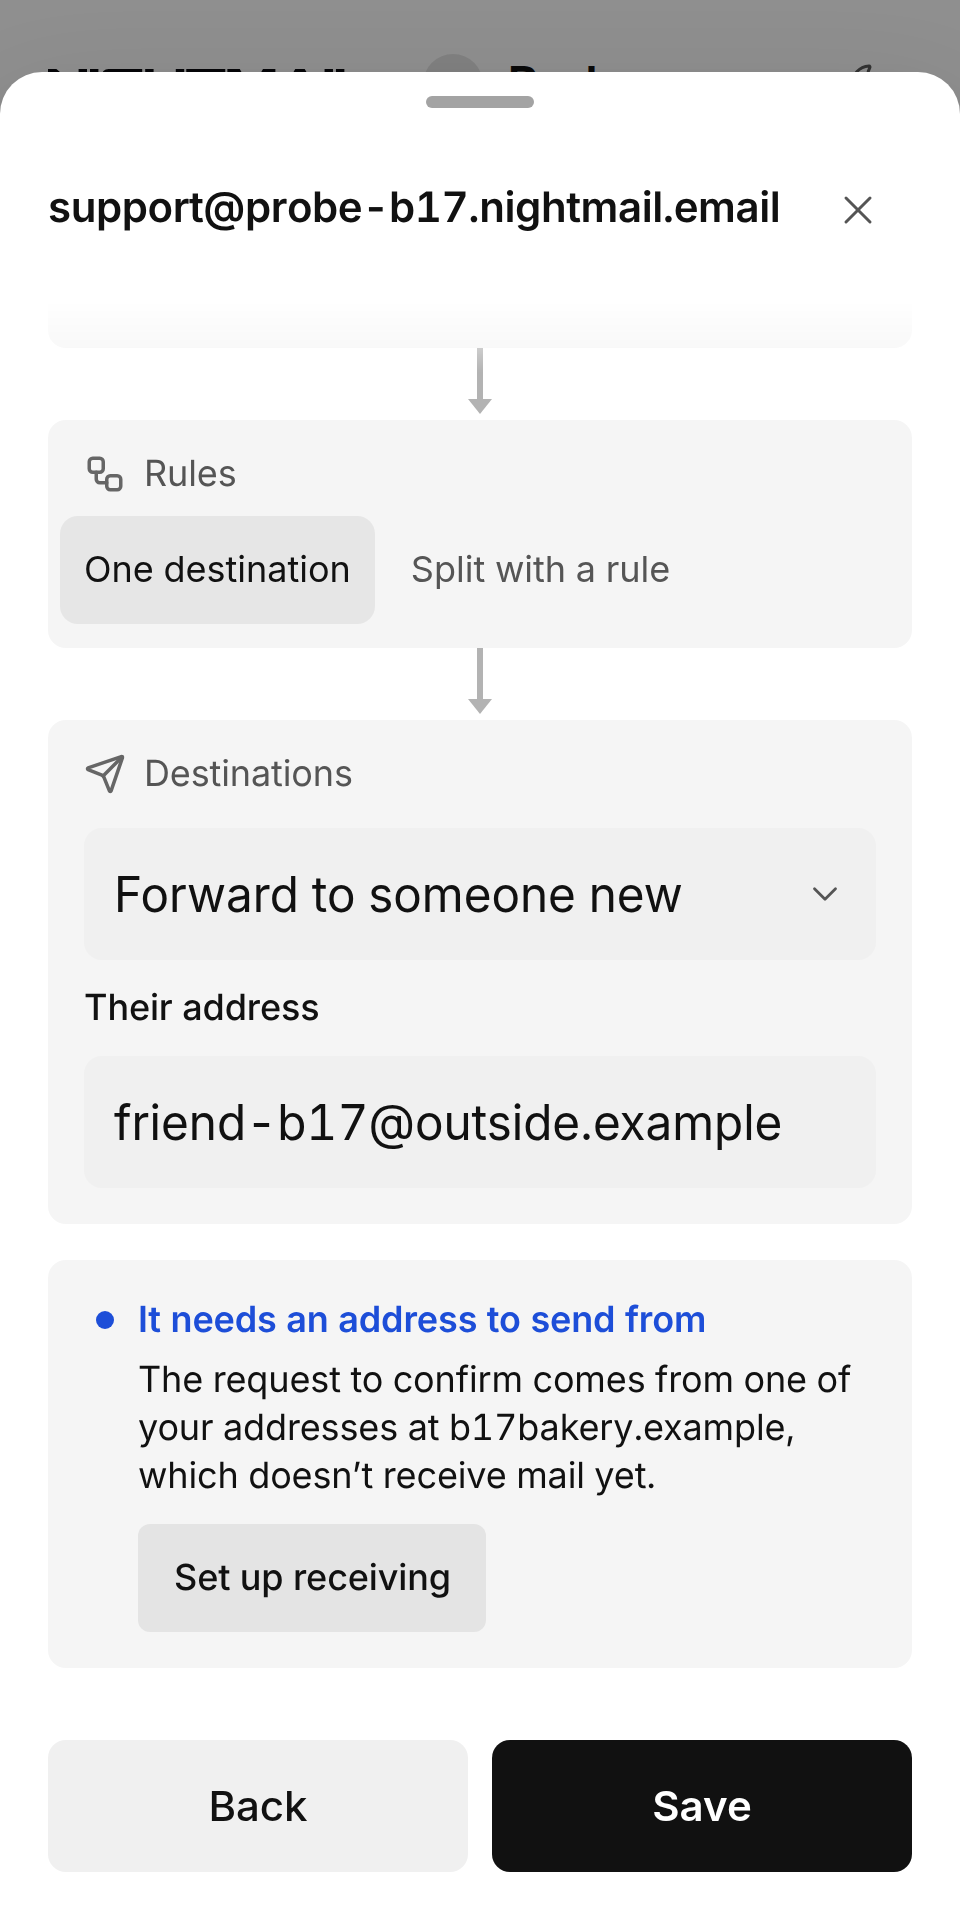 support@probe-b17.nightmail.email
Rules
One destination
Split with a rule
Destinations
Forward to someone new
Their address
friend-b17@outside.example
It needs an address to send from
The request to confirm comes from one of
your addresses at b17bakery.example,
which doesn’t receive mail yet.
Set up receiving
Back
Save